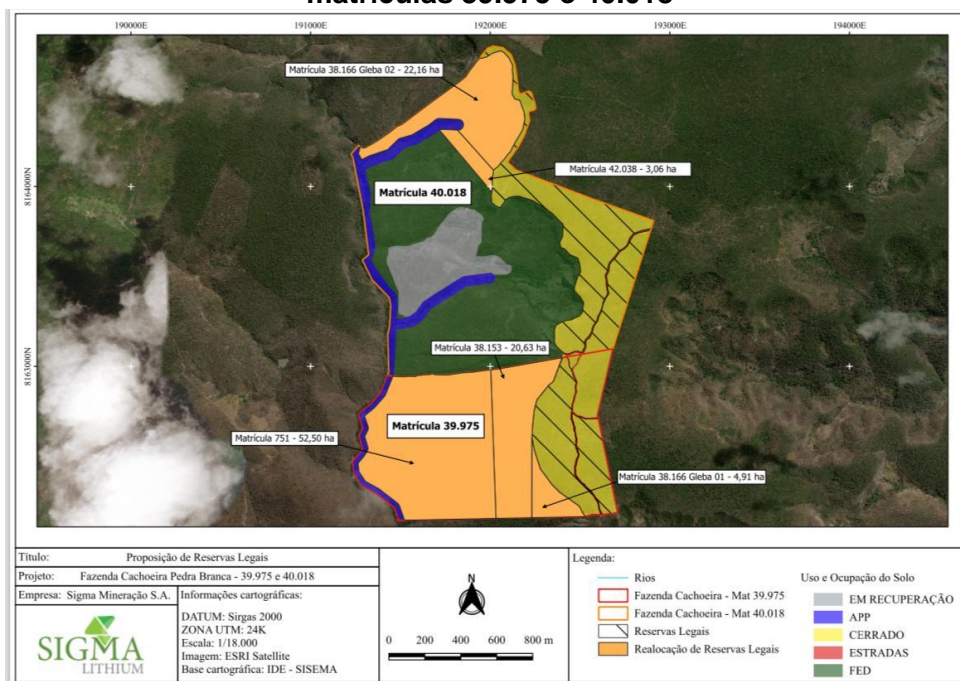 matrículas 39.975 e 40.018
190000E 191000E 192000E 193000E 194000E
8164000N
8163000N
Matrícula 38.166 Gleba 02 - 22,16 ha
Matrícula 42.038 - 3,06 ha
Matrícula 40.018
Matrícula 38.153 - 20,63 ha
Matrícula 39.975
Matrícula 751 - 52,50 ha
Matrícula 38.166 Gleba 01 - 4,91 ha
Título: Proposição de Reservas Legais
Projeto: Fazenda Cachoeira Pedra Branca - 39.975 e 40.018
Empresa: Sigma Mineração S.A.
SIGMA
LITHIUM
Informações cartográficas:
DATUM: Sirgas 2000
ZONA UTM: 24K
Escala: 1/18.000
Imagem: ESRI Satellite
Base cartográfica: IDE - SISEMA
N
0 200 400 600 800 m
Legenda:
Rios
Fazenda Cachoeira - Mat 39.975
Fazenda Cachoeira - Mat 40.018
Reservas Legais
Realocação de Reservas Legais
Uso e Ocupação do Solo
EM RECUPERAÇÃO
APP
CERRADO
ESTRADAS
FED